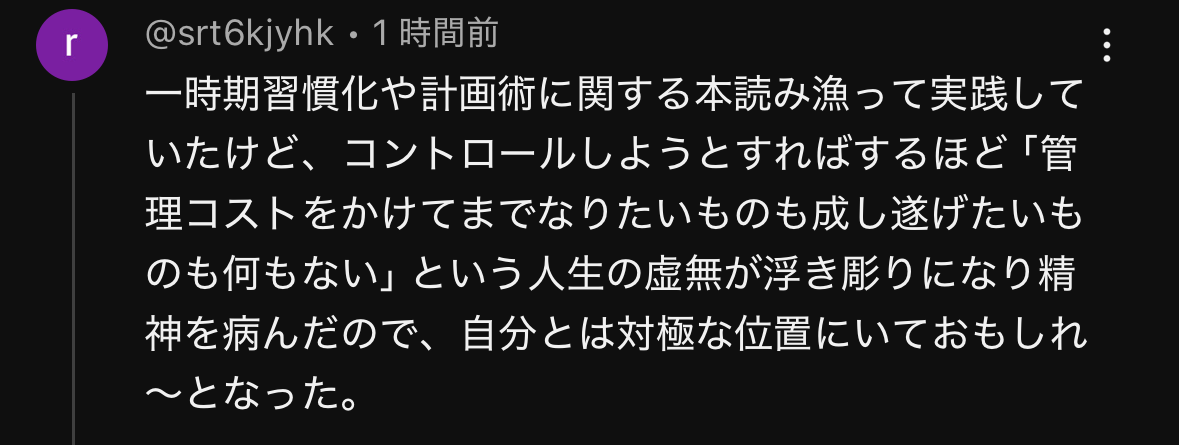 r
@srt6kjyhk・1 時間前
一時期習慣化や計画術に関する本読み漁って実践して
いたけど、コントロールしようとすればするほど「管
理コストをかけてまでなりたいものも成し遂げたいも
のも何もない」という人生の虚無が浮き彫りになり精
神を病んだので、自分とは対極な位置にいておもしれ
〜となった。